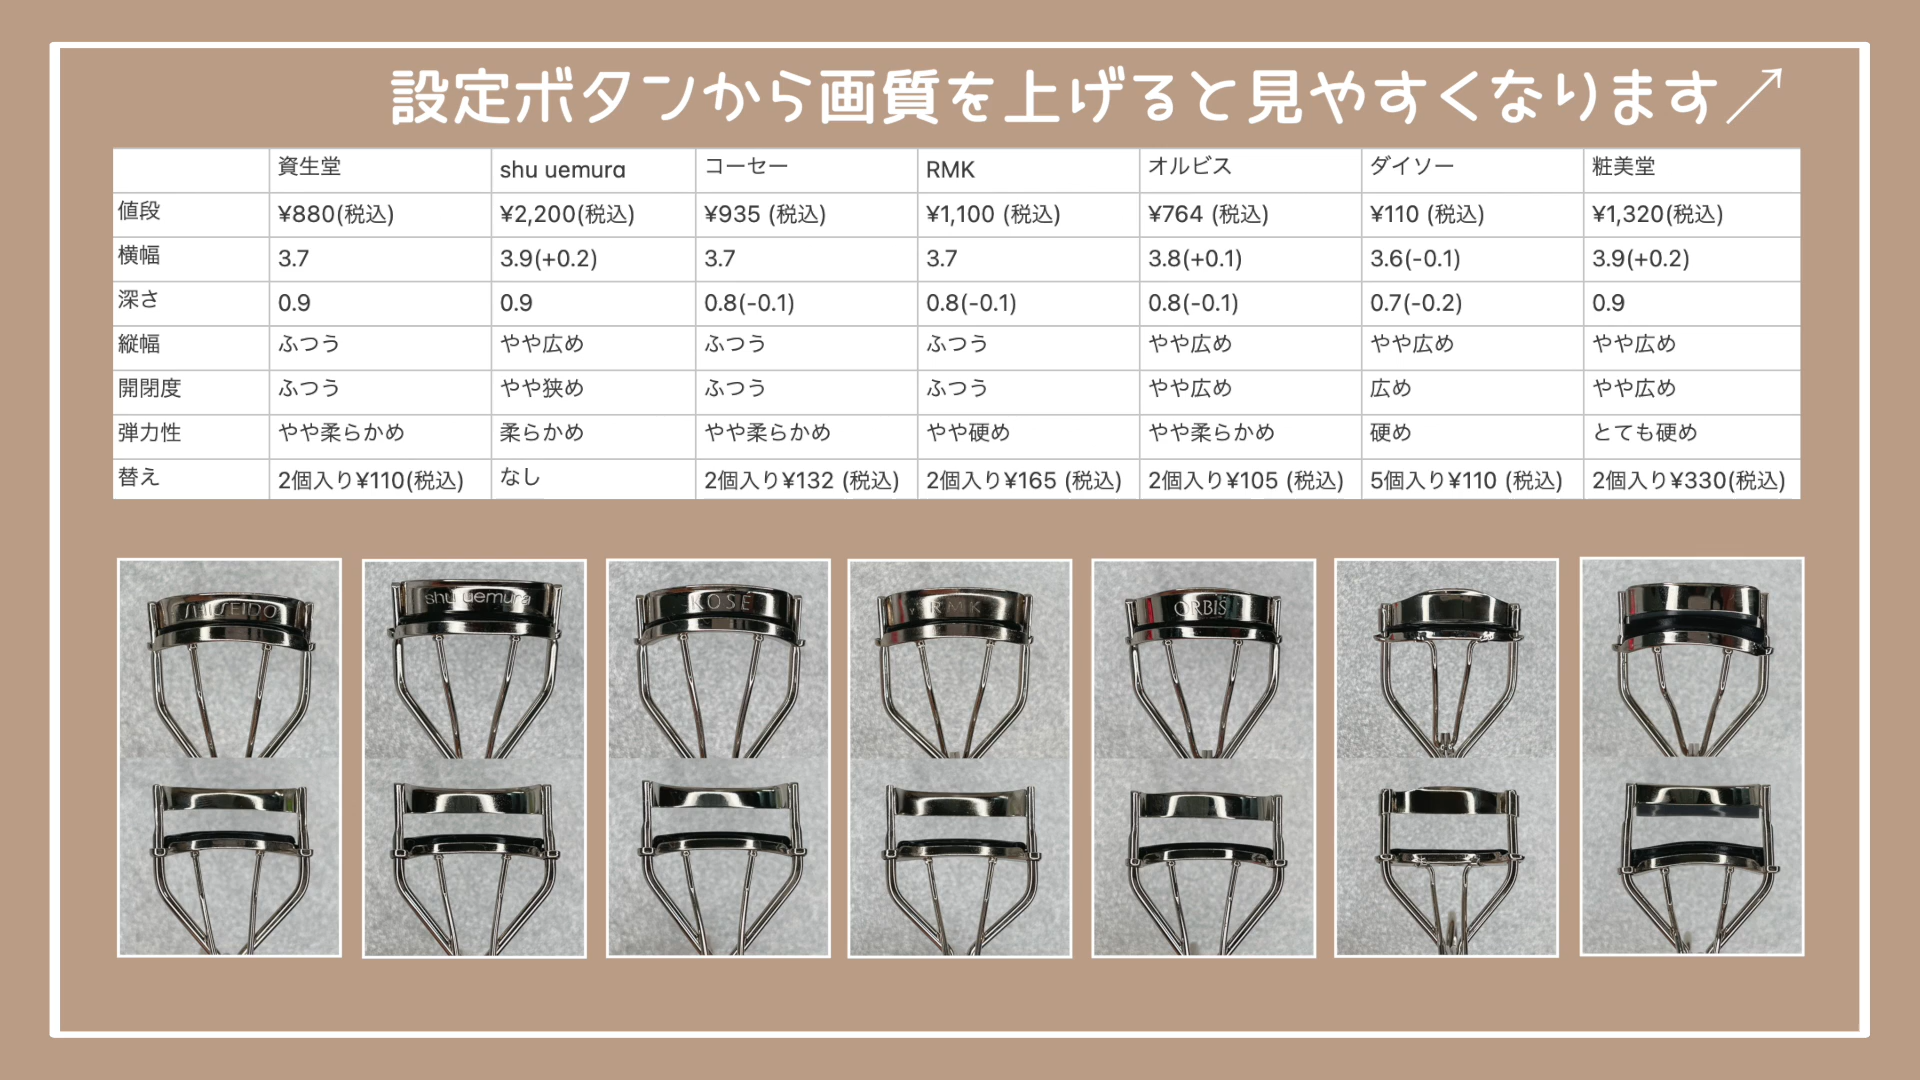 設定ボタンから画質を上げると見やすくなります↗
資生堂 shu uemura コーセー RMK オルビス ダイソー 粧美堂
値段 ¥880(税込) ¥2,200(税込) ¥935 (税込) ¥1,100 (税込) ¥764 (税込) ¥110 (税込) ¥1,320(税込)
横幅 3.7 3.9(+0.2) 3.7 3.7 3.8(+0.1) 3.6(-0.1) 3.9(+0.2)
深さ 0.9 0.9 0.8(-0.1) 0.8(-0.1) 0.8(-0.1) 0.7(-0.2) 0.9
縦幅 ふつう やや広め ふつう ふつう やや広め やや広め やや広め
開閉度 ふつう やや狭め ふつう ふつう やや広め 広め やや広め
弾力性 やや柔らかめ 柔らかめ やや柔らかめ やや硬め やや柔らかめ 硬め とても硬め
替え 2個入り¥110(税込) なし 2個入り¥132 (税込) 2個入り¥165 (税込) 2個入り¥105 (税込) 5個入り¥110 (税込) 2個入り¥330(税込)
SHISEIDO shu uemura KOSÉ RMK ORBIS